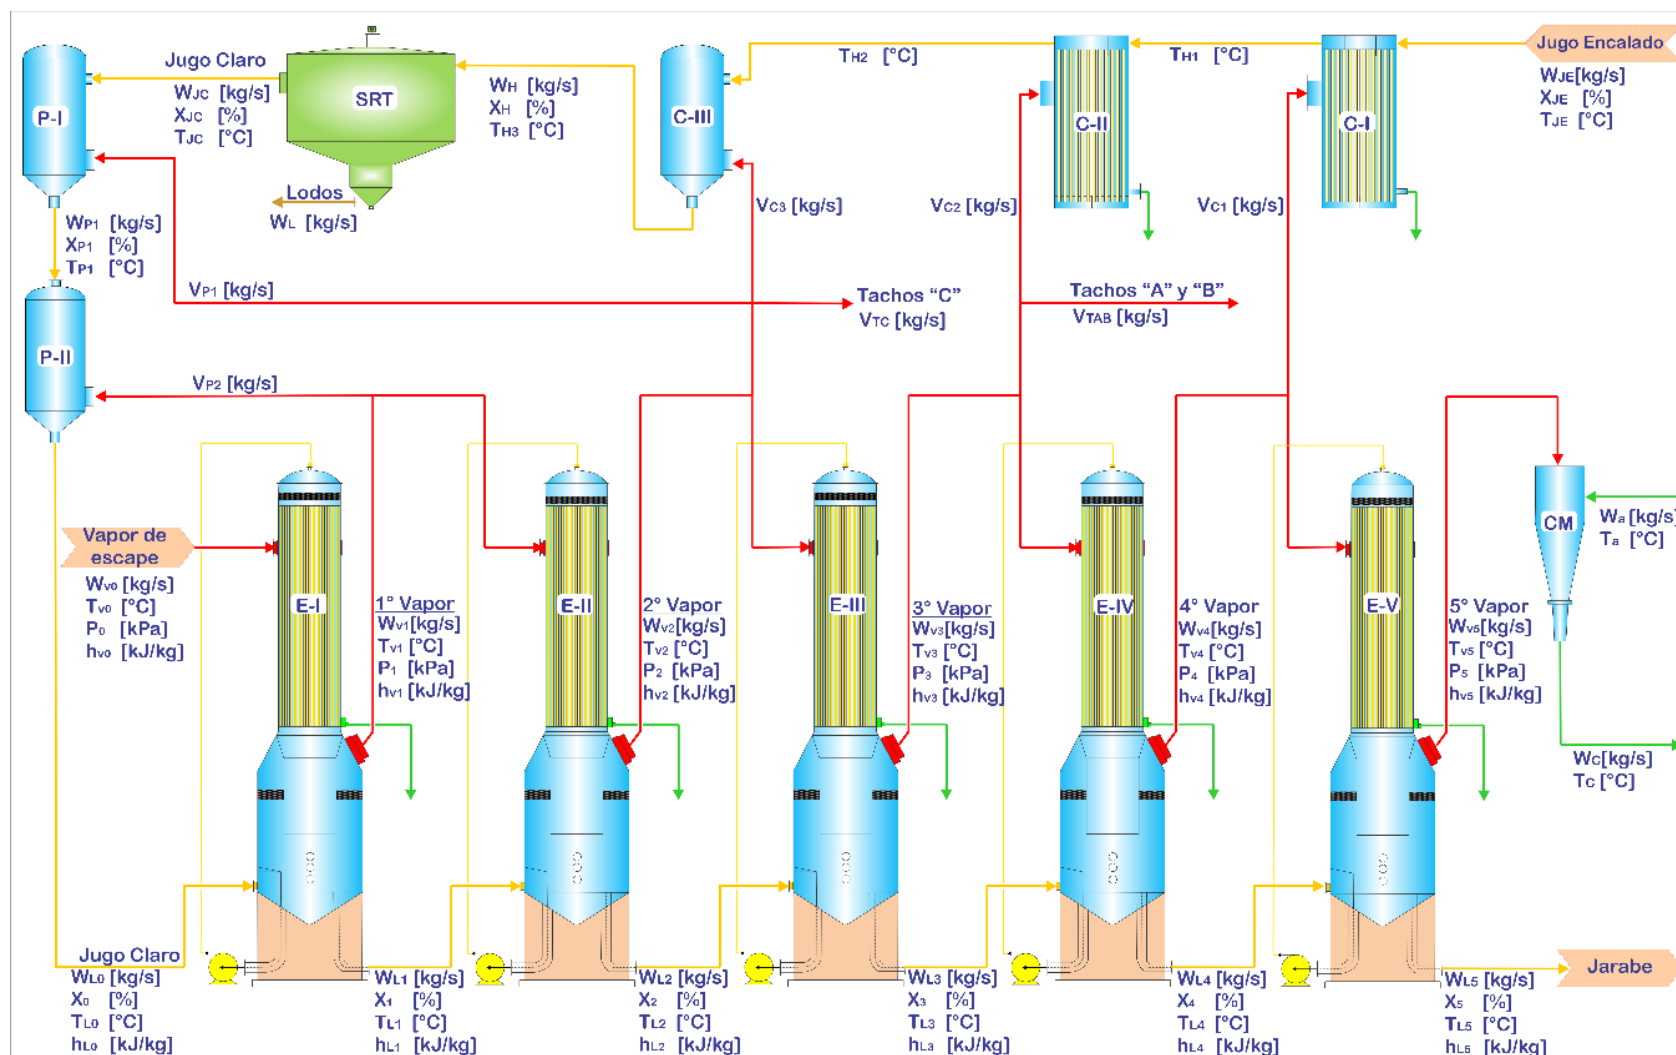 Jugo Encalado
WJE[kg/s]
XJE [%]
TJE [°C]
C-I
TH1 [°C]
C-II
TH2 [°C]
C-III
WH [kg/s]
XH [%]
TH3 [°C]
SRT
Lodos
WL [kg/s]
Jugo Claro
WJC [kg/s]
XJC [%]
TJC [°C]
P-I
WP1 [kg/s]
XP1 [%]
TP1 [°C]
P-II
VC3 [kg/s]
VC2 [kg/s]
VC1 [kg/s]
VP1 [kg/s]
Tachos “C”
VTC [kg/s]
Tachos “A” y “B”
VTAB [kg/s]
VP2 [kg/s]
Vapor de
escape
Wv0 [kg/s]
Tv0 [°C]
P0 [kPa]
hv0 [kJ/kg]
E-I
1° Vapor
Wv1[kg/s]
Tv1 [°C]
P1 [kPa]
hv1 [kJ/kg]
E-II
2° Vapor
Wv2[kg/s]
Tv2 [°C]
P2 [kPa]
hv2 [kJ/kg]
E-III
3° Vapor
Wv3[kg/s]
Tv3 [°C]
P3 [kPa]
hv3 [kJ/kg]
E-IV
4° Vapor
Wv4[kg/s]
Tv4 [°C]
P4 [kPa]
hv4 [kJ/kg]
E-V
5° Vapor
Wv5[kg/s]
Tv5 [°C]
P5 [kPa]
hv5 [kJ/kg]
CM
Wa [kg/s]
Ta [°C]
WC[kg/s]
TC [°C]
Jugo Claro
WL0 [kg/s]
X0 [%]
TL0 [°C]
hL0 [kJ/kg]
WL1 [kg/s]
X1 [%]
TL1 [°C]
hL1 [kJ/kg]
WL2 [kg/s]
X2 [%]
TL2 [°C]
hL2 [kJ/kg]
WL3 [kg/s]
X3 [%]
TL3 [°C]
hL3 [kJ/kg]
WL4 [kg/s]
X4 [%]
TL4 [°C]
hL4 [kJ/kg]
WL5 [kg/s]
X5 [%]
TL5 [°C]
hL5 [kJ/kg]
Jarabe